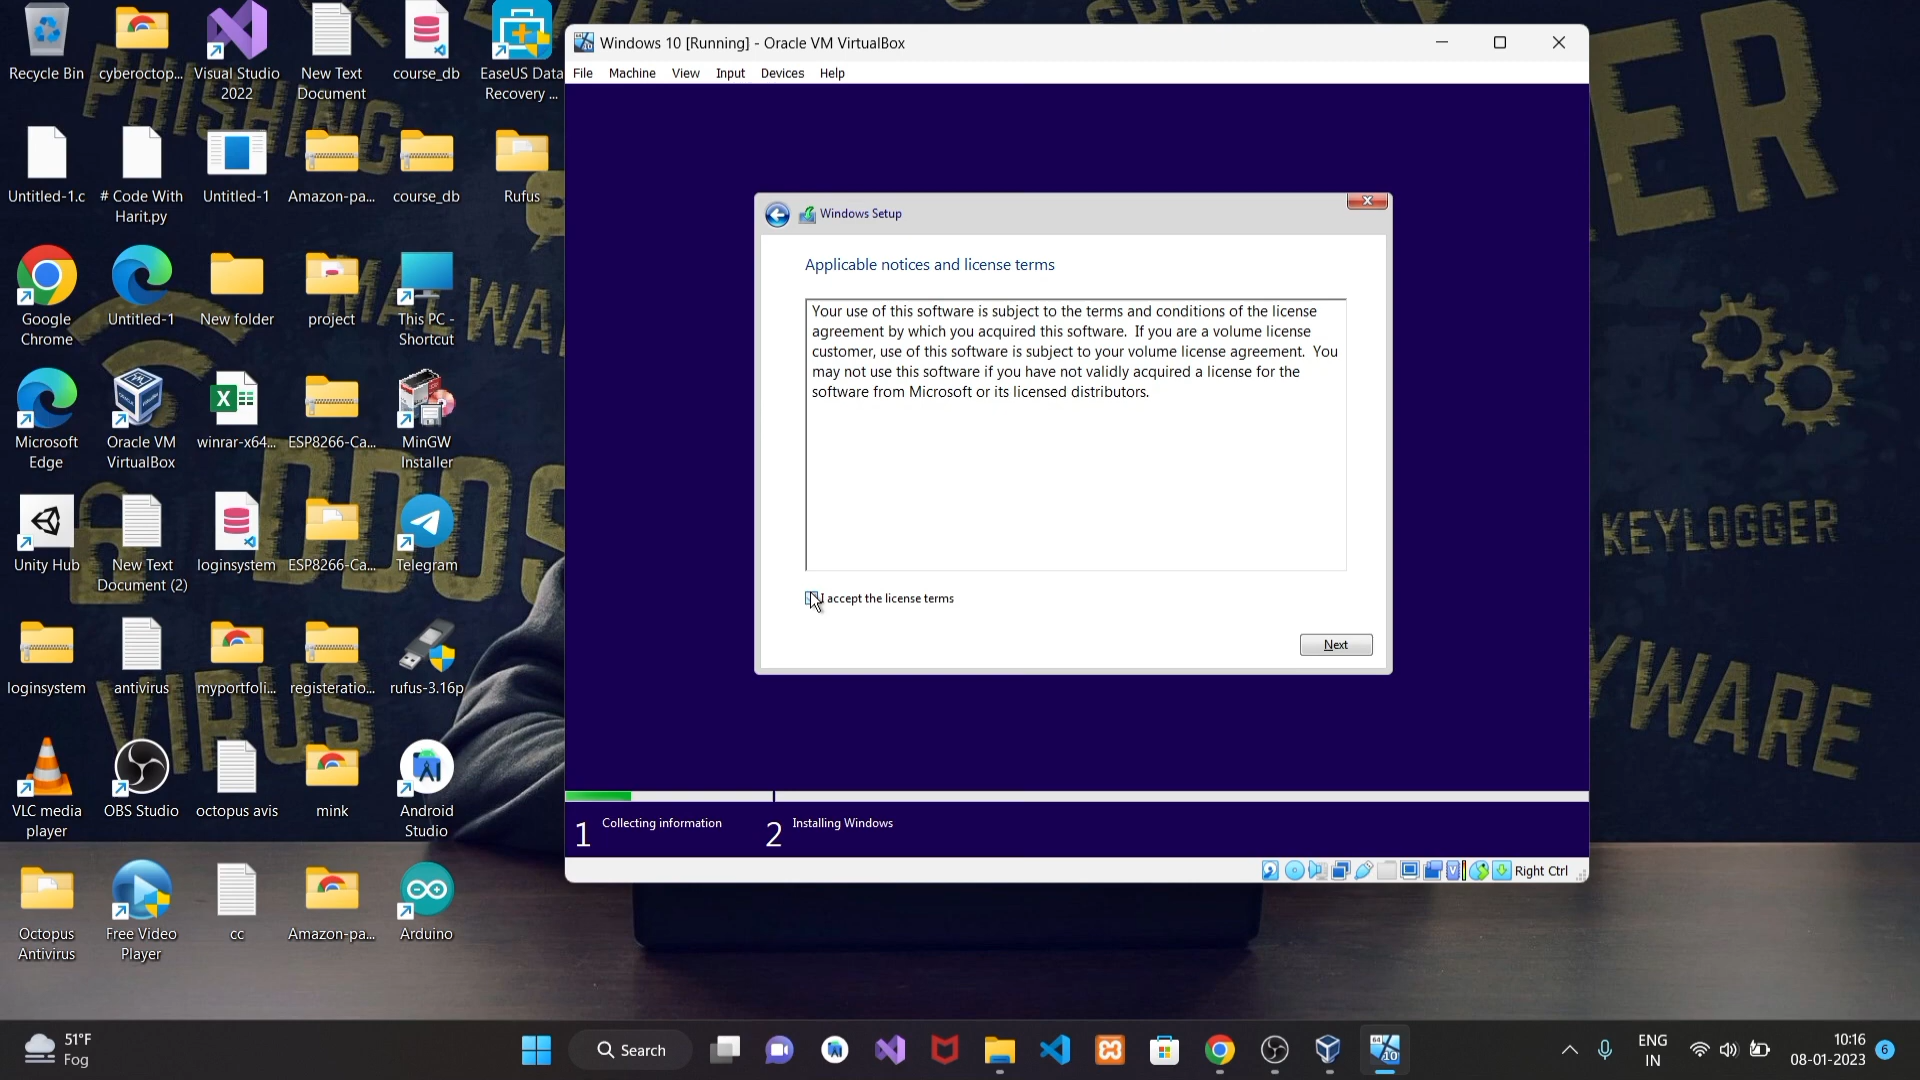 Recycle Bin
cyberoctop...
Visual Studio
2022
New Text
Document
course_db
EaseUS Data
Recovery ...
Untitled-1.c
# Code With
Harit.py
Untitled-1
Amazon-pa...
course_db
Rufus
Google
Chrome
Untitled-1
New folder
project
This PC -
Shortcut
Microsoft
Edge
Oracle VM
VirtualBox
winrar-x64...
ESP8266-Ca...
MinGW
Installer
Unity Hub
New Text
Document (2)
loginsystem
ESP8266-Ca...
Telegram
loginsystem
antivirus
myportfoli...
registeratio...
rufus-3.16p
VLC media
player
OBS Studio
octopus avis
mink
Android
Studio
Octopus
Antivirus
Free Video
Player
cc
Amazon-pa...
Arduino
PHISHING
MALWARE
DDOS
VIRUS
KEYLOGGER
Windows 10 [Running] - Oracle VM VirtualBox
File Machine View Input Devices Help
Windows Setup
Applicable notices and license terms
Your use of this software is subject to the terms and conditions of the license
agreement by which you acquired this software.  If you are a volume license
customer, use of this software is subject to your volume license agreement.  You
may not use this software if you have not validly acquired a license for the
software from Microsoft or its licensed distributors.
I accept the license terms
Next
1 Collecting information
2 Installing Windows
Right Ctrl
51°F
Fog
Search
ENG
IN
10:16
08-01-2023
6